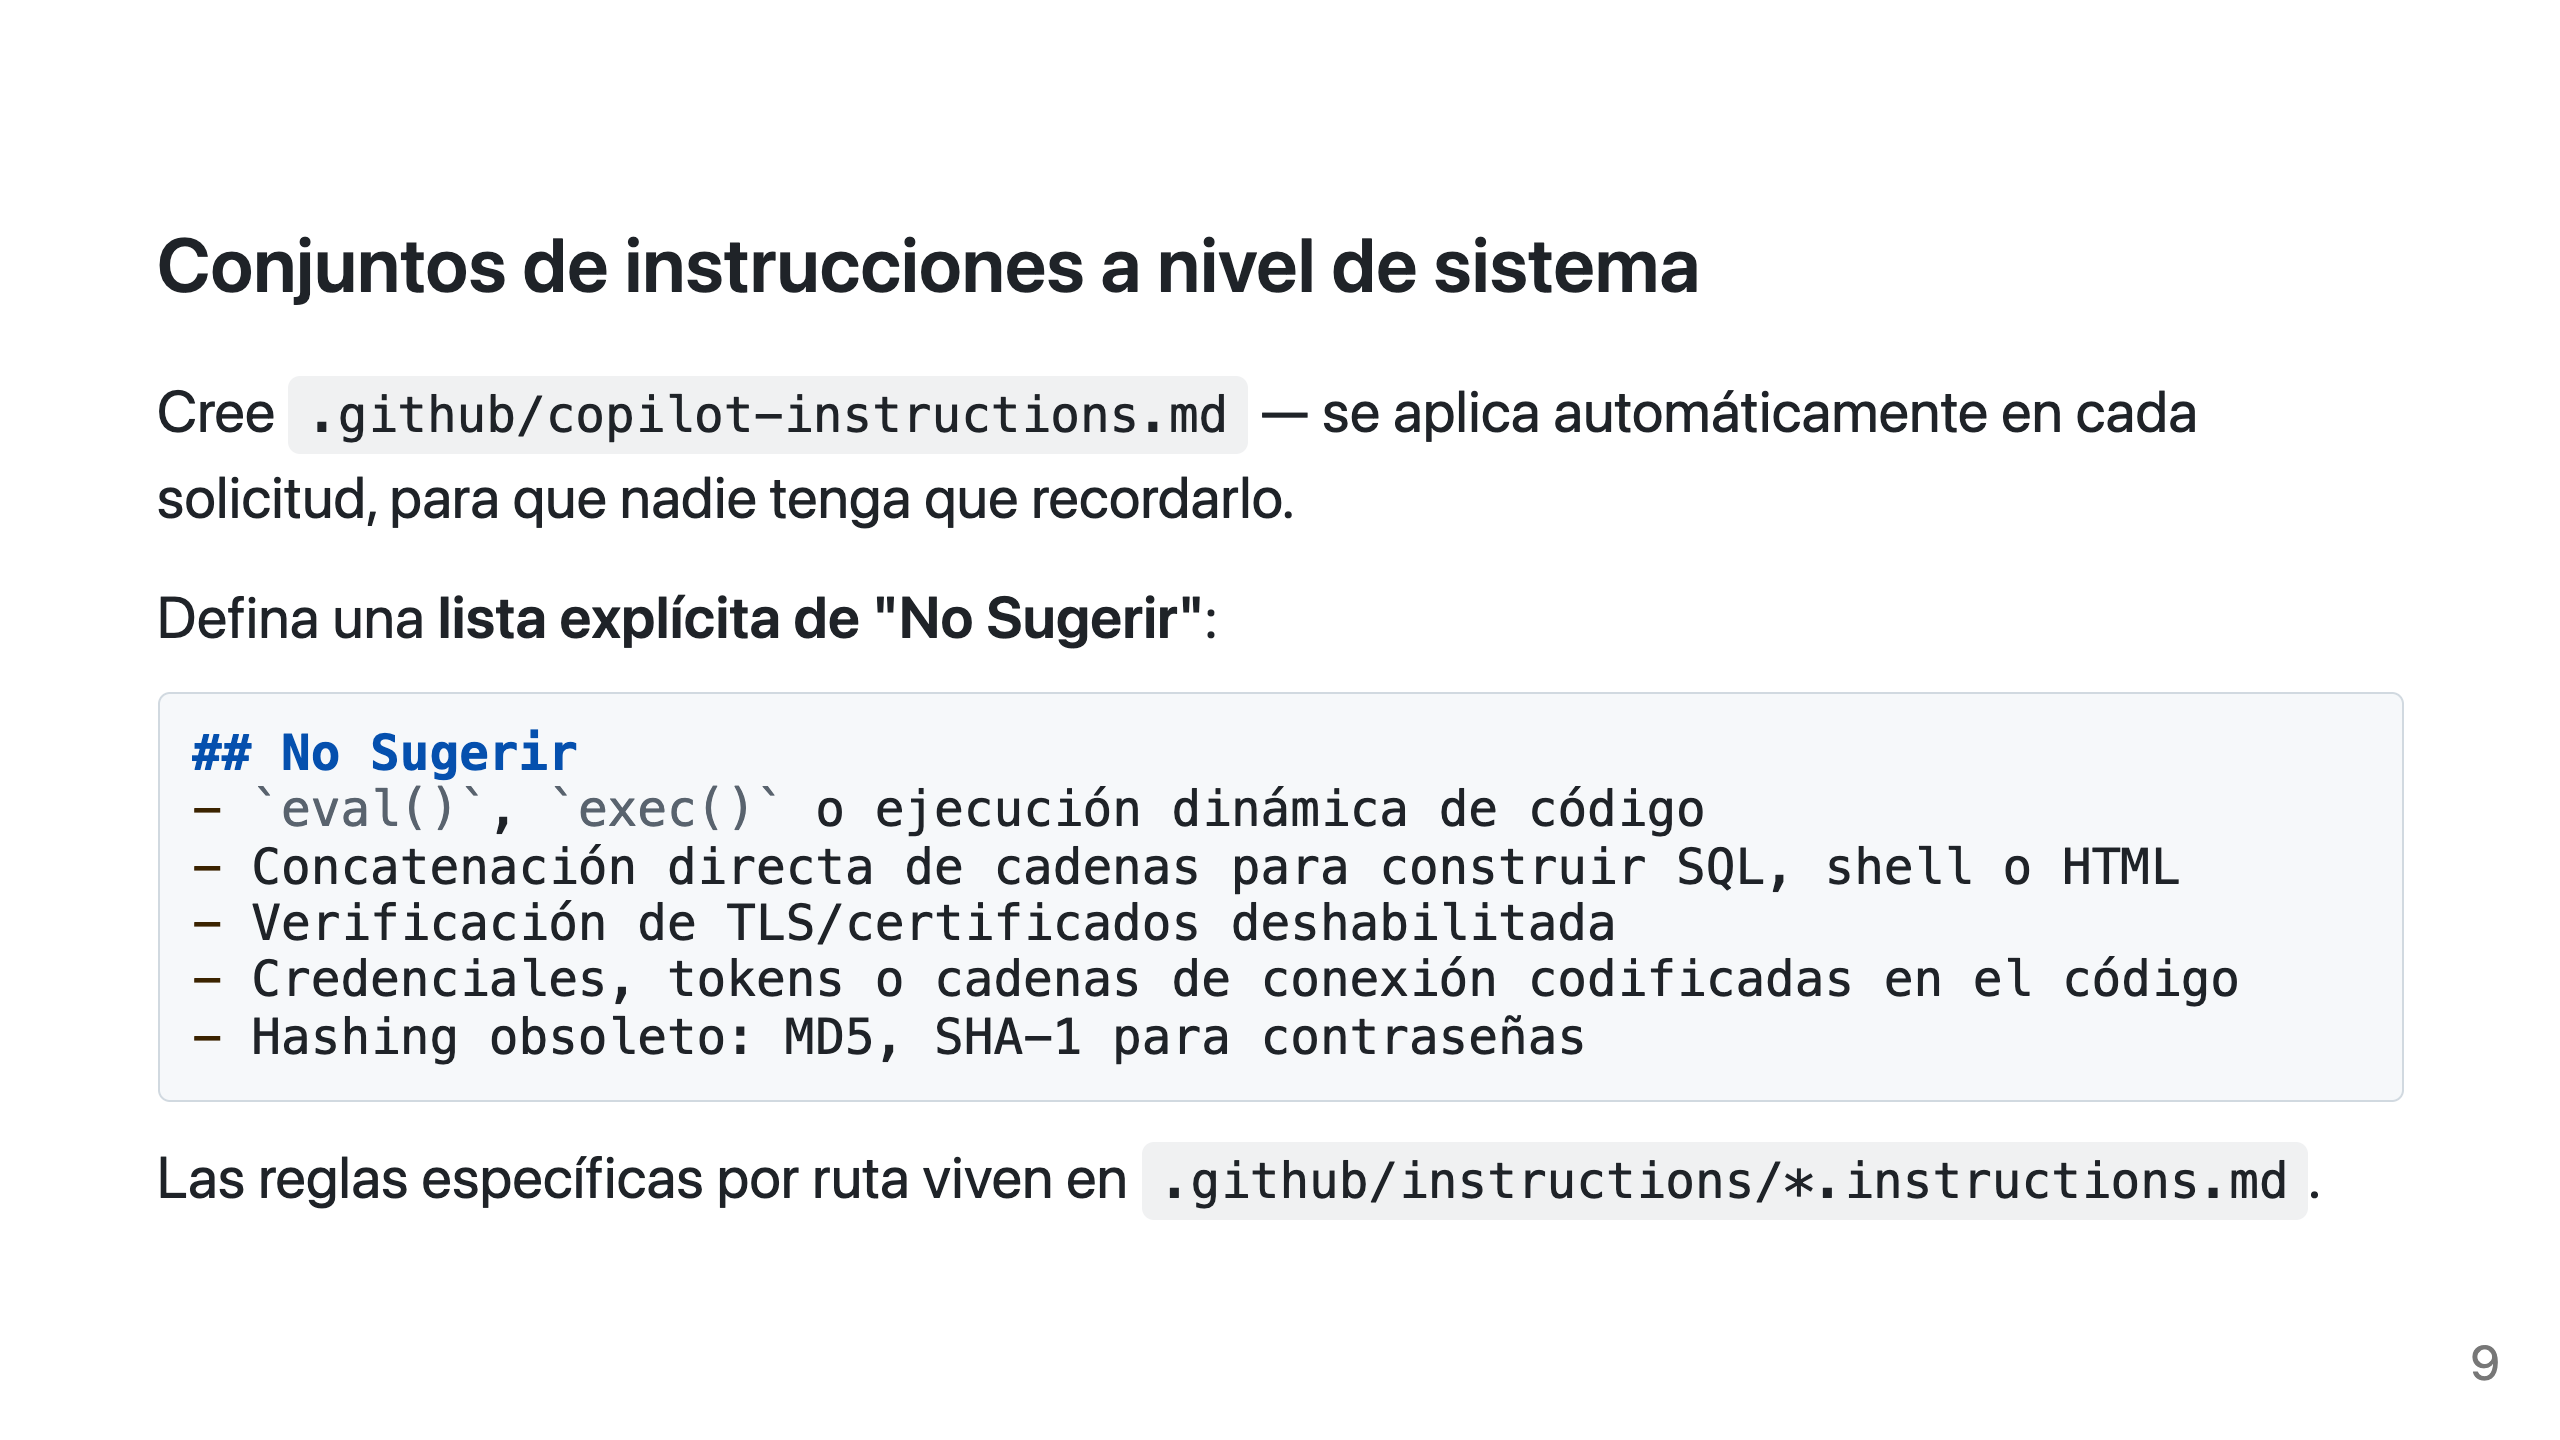 Conjuntos de instrucciones a nivel de sistema
Cree .github/copilot-instructions.md — se aplica automáticamente en cada
solicitud, para que nadie tenga que recordarlo.
Defina una lista explícita de "No Sugerir":
## No Sugerir
- `eval()`, `exec()` o ejecución dinámica de código
- Concatenación directa de cadenas para construir SQL, shell o HTML
- Verificación de TLS/certificados deshabilitada
- Credenciales, tokens o cadenas de conexión codificadas en el código
- Hashing obsoleto: MD5, SHA-1 para contraseñas
Las reglas específicas por ruta viven en .github/instructions/*.instructions.md.
9